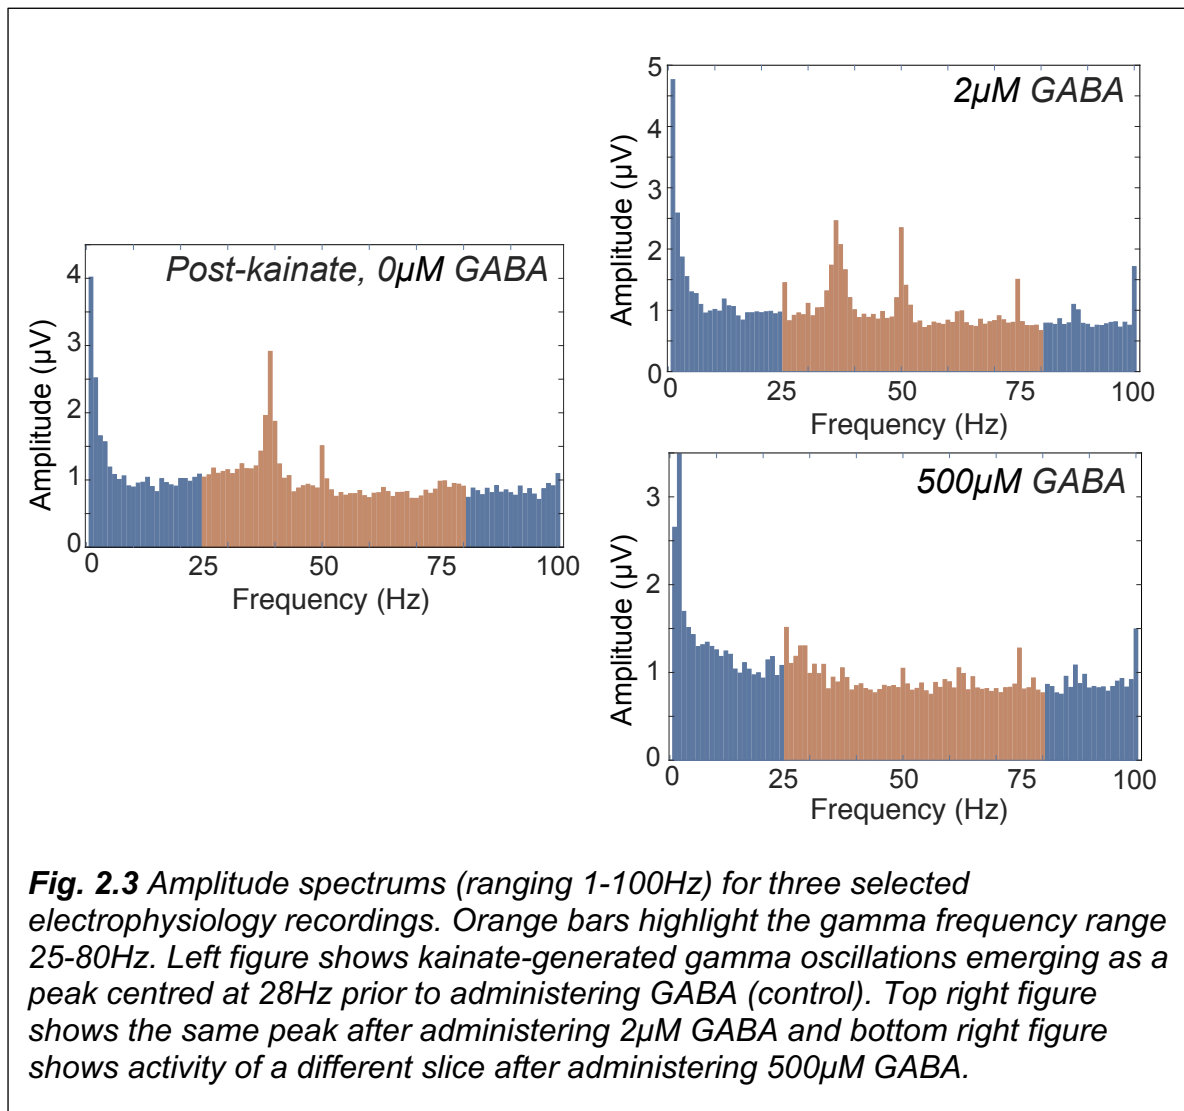 Post-kainate, 0µM GABA
Amplitude (µV)
4
3
2
1
0
0 25 50 75 100
Frequency (Hz)
2µM GABA
Amplitude (µV)
5
4
3
2
1
0
0 25 50 75 100
Frequency (Hz)
500µM GABA
Amplitude (µV)
3
2
1
0
0 25 50 75 100
Frequency (Hz)
Fig. 2.3 Amplitude spectrums (ranging 1-100Hz) for three selected
electrophysiology recordings. Orange bars highlight the gamma frequency range
25-80Hz. Left figure shows kainate-generated gamma oscillations emerging as a
peak centred at 28Hz prior to administering GABA (control). Top right figure
shows the same peak after administering 2µM GABA and bottom right figure
shows activity of a different slice after administering 500µM GABA.